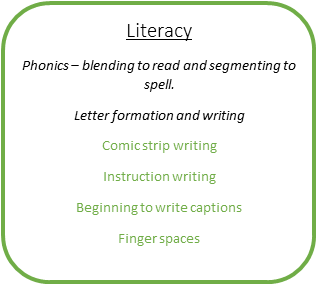 Literacy
Phonics – blending to read and segmenting to
spell.
Letter formation and writing
Comic strip writing
Instruction writing
Beginning to write captions
Finger spaces